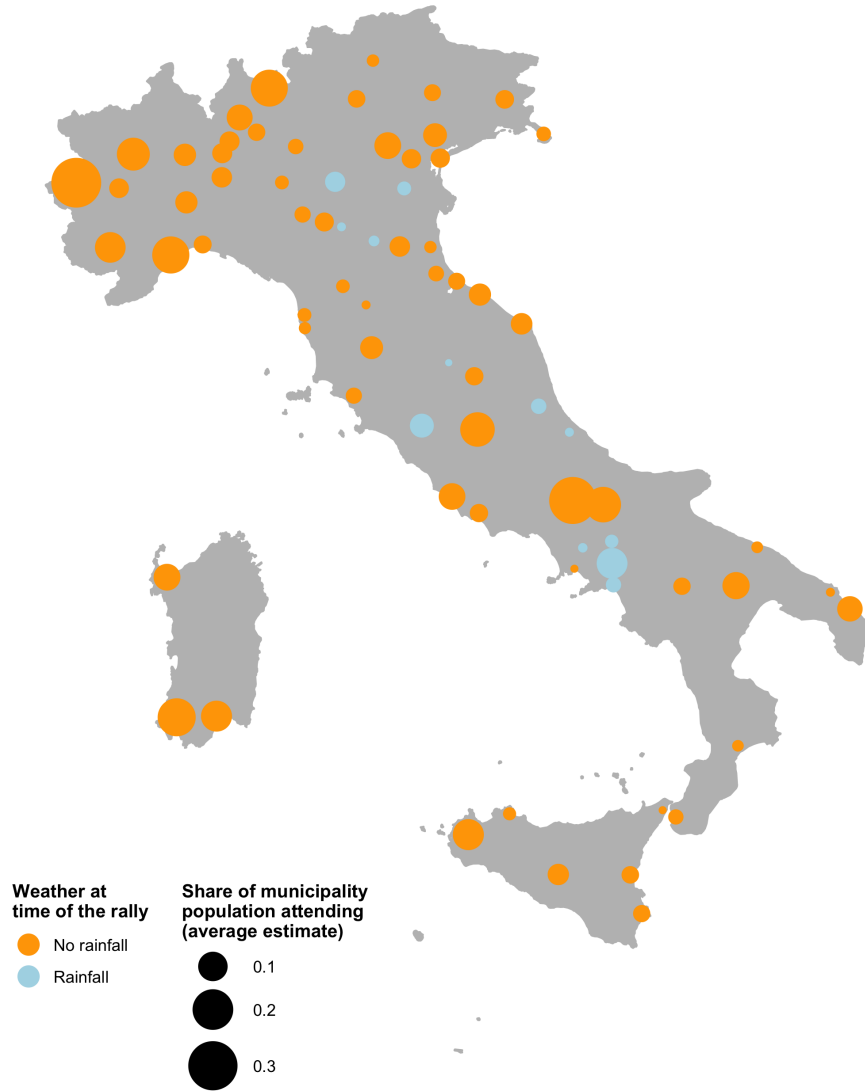 Weather at
time of the rally
No rainfall
Rainfall
Share of municipality
population attending
(average estimate)
0.1
0.2
0.3